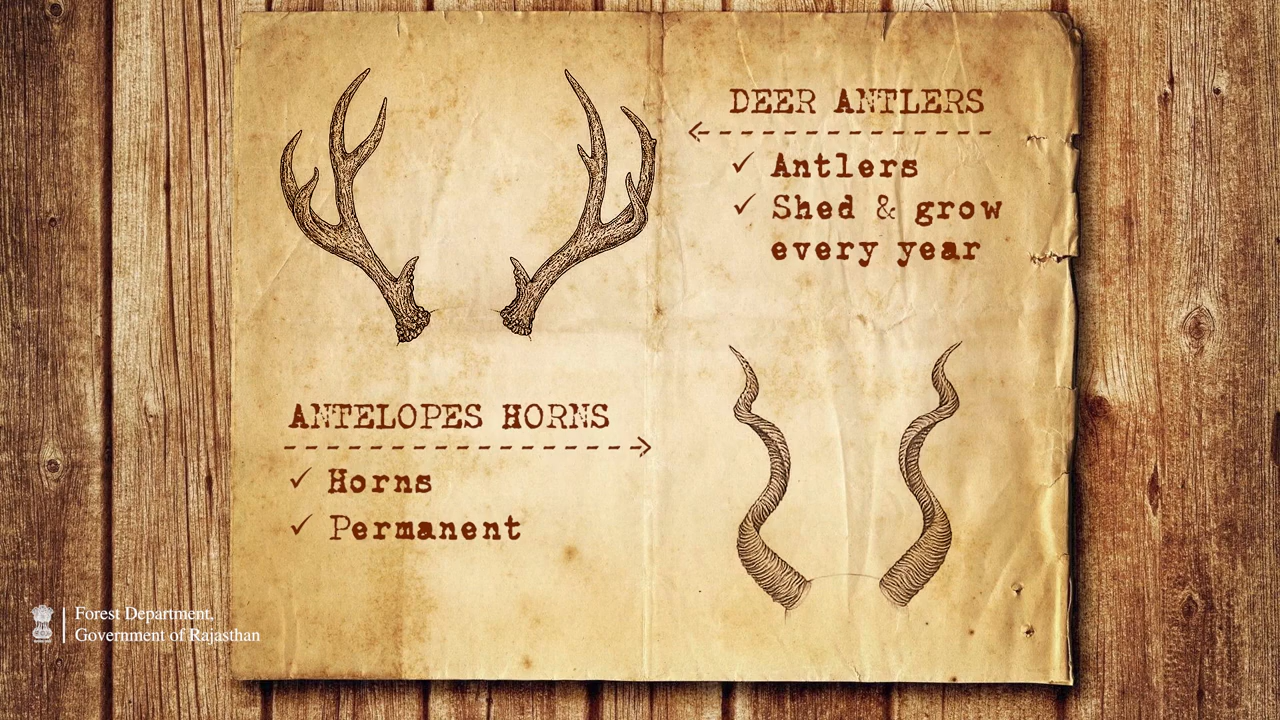 DEER ANTLERS
✓ Antlers
✓ Shed & grow
every year
ANTELOPES HORNS
✓ Horns
✓ Permanent
Forest Department,
Government of Rajasthan